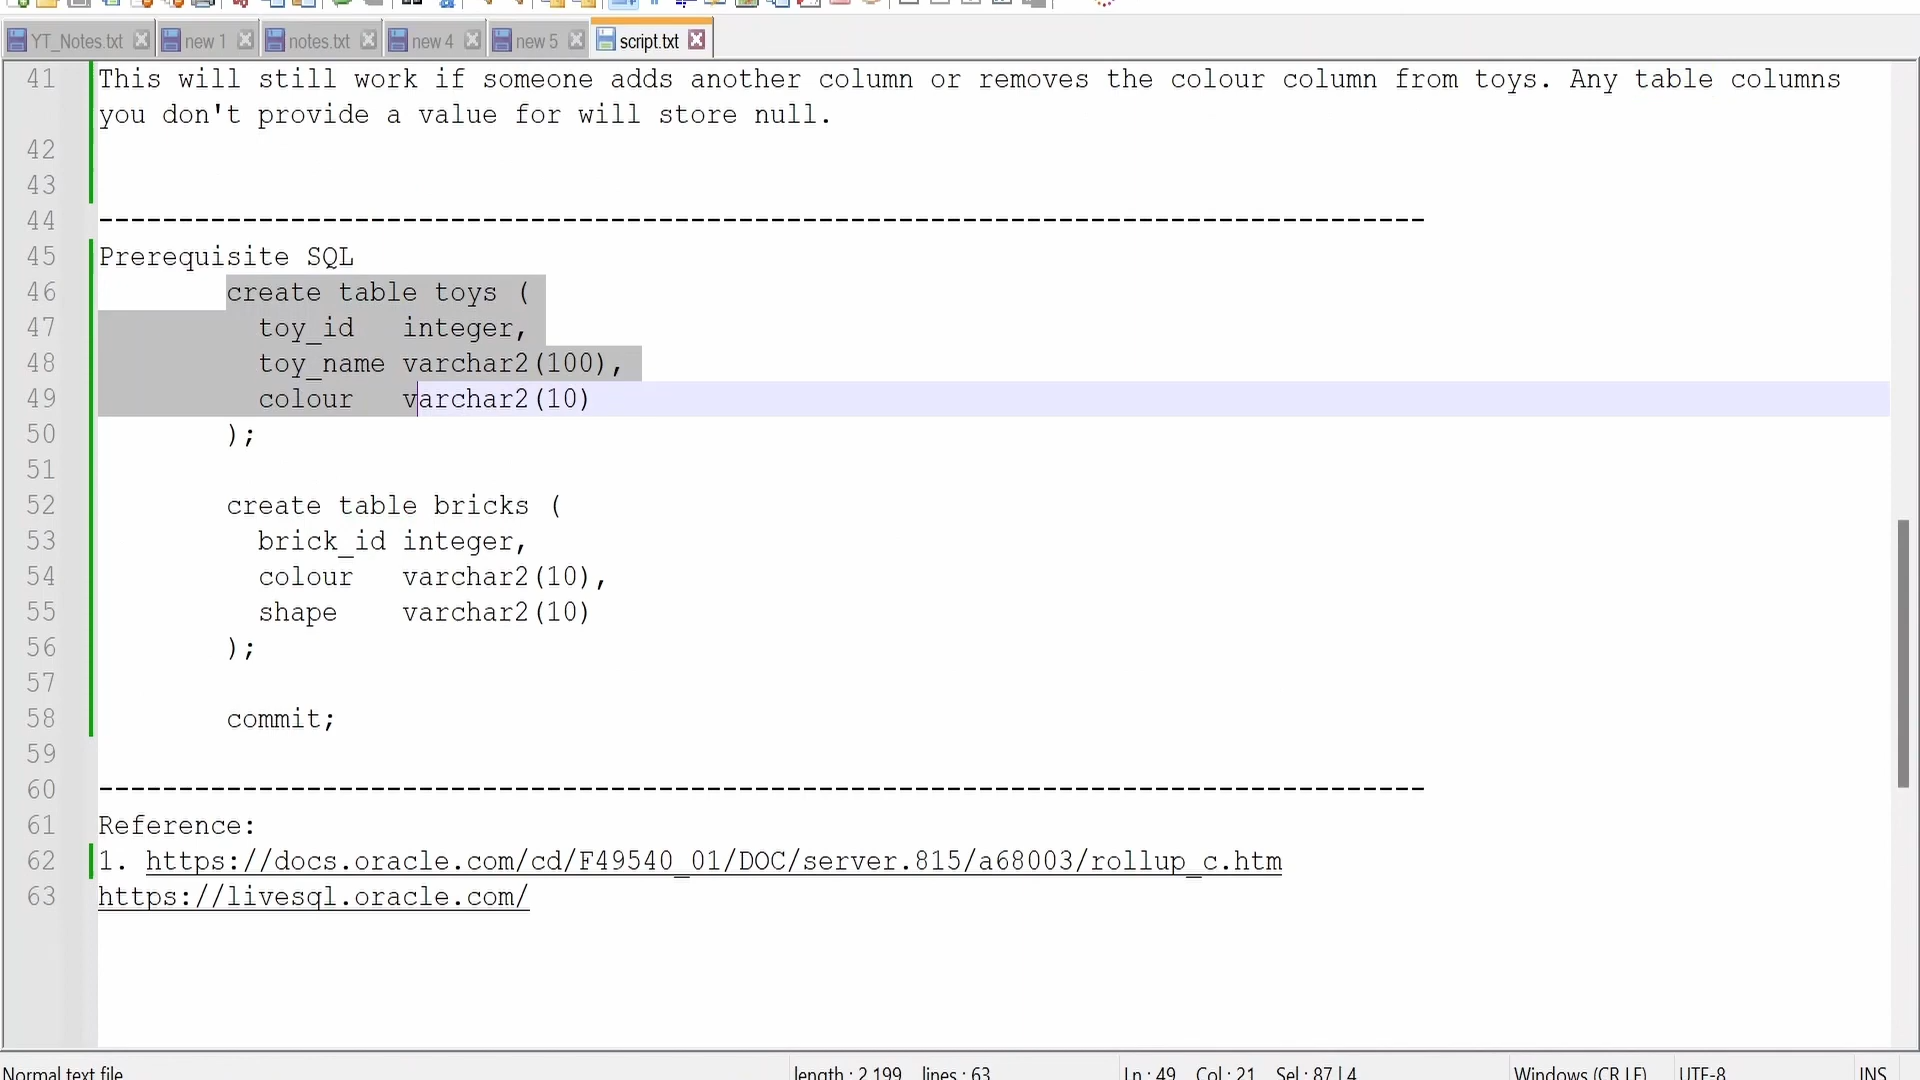 YT_Notes.txt new 1 notes.txt new 4 new 5 script.txt
41 This will still work if someone adds another column or removes the colour column from toys. Any table columns
you don't provide a value for will store null.
42
43
44 -----------------------------------------------------------------------------------
45 Prerequisite SQL
46 create table toys (
47 toy_id integer,
48 toy_name varchar2(100),
49 colour varchar2(10)
50 );
51
52 create table bricks (
53 brick_id integer,
54 colour varchar2(10),
55 shape varchar2(10)
56 );
57
58 commit;
59
60 -----------------------------------------------------------------------------------
61 Reference:
62 1. https://docs.oracle.com/cd/F49540_01/DOC/server.815/a68003/rollup_c.htm
63 https://livesql.oracle.com/
Normal text file length : 2,199 lines : 63 Ln : 49 Col : 21 Sel : 87 | 4 Windows (CR LF) UTF-8 INS